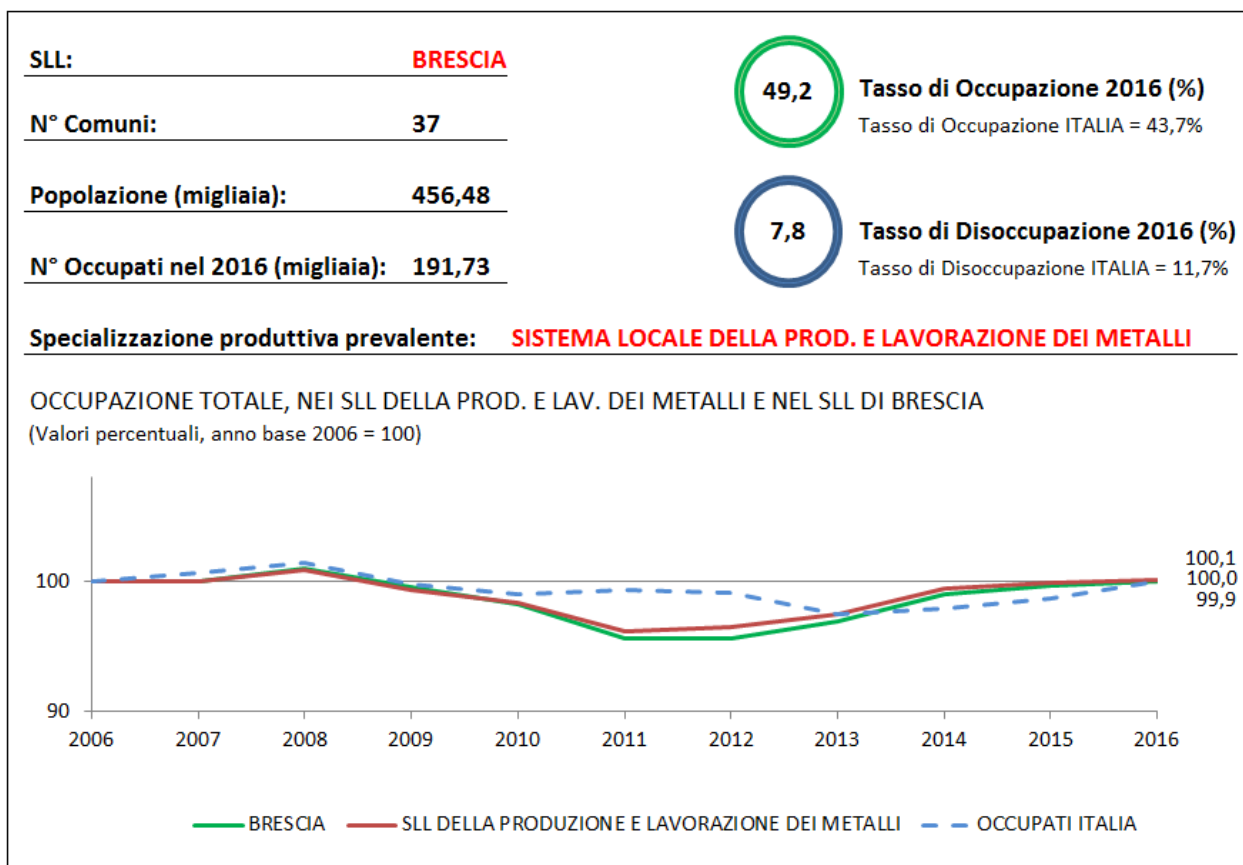 SLL: BRESCIA
N° Comuni: 37
Popolazione (migliaia): 456,48
N° Occupati nel 2016 (migliaia): 191,73
49,2
Tasso di Occupazione 2016 (%)
Tasso di Occupazione ITALIA = 43,7%
7,8
Tasso di Disoccupazione 2016 (%)
Tasso di Disoccupazione ITALIA = 11,7%
Specializzazione produttiva prevalente: SISTEMA LOCALE DELLA PROD. E LAVORAZIONE DEI METALLI
OCCUPAZIONE TOTALE, NEI SLL DELLA PROD. E LAV. DEI METALLI E NEL SLL DI BRESCIA
(Valori percentuali, anno base 2006 = 100)
100,1
100
100,0
99,9
90
2006 2007 2008 2009 2010 2011 2012 2013 2014 2015 2016
BRESCIA SLL DELLA PRODUZIONE E LAVORAZIONE DEI METALLI OCCUPATI ITALIA